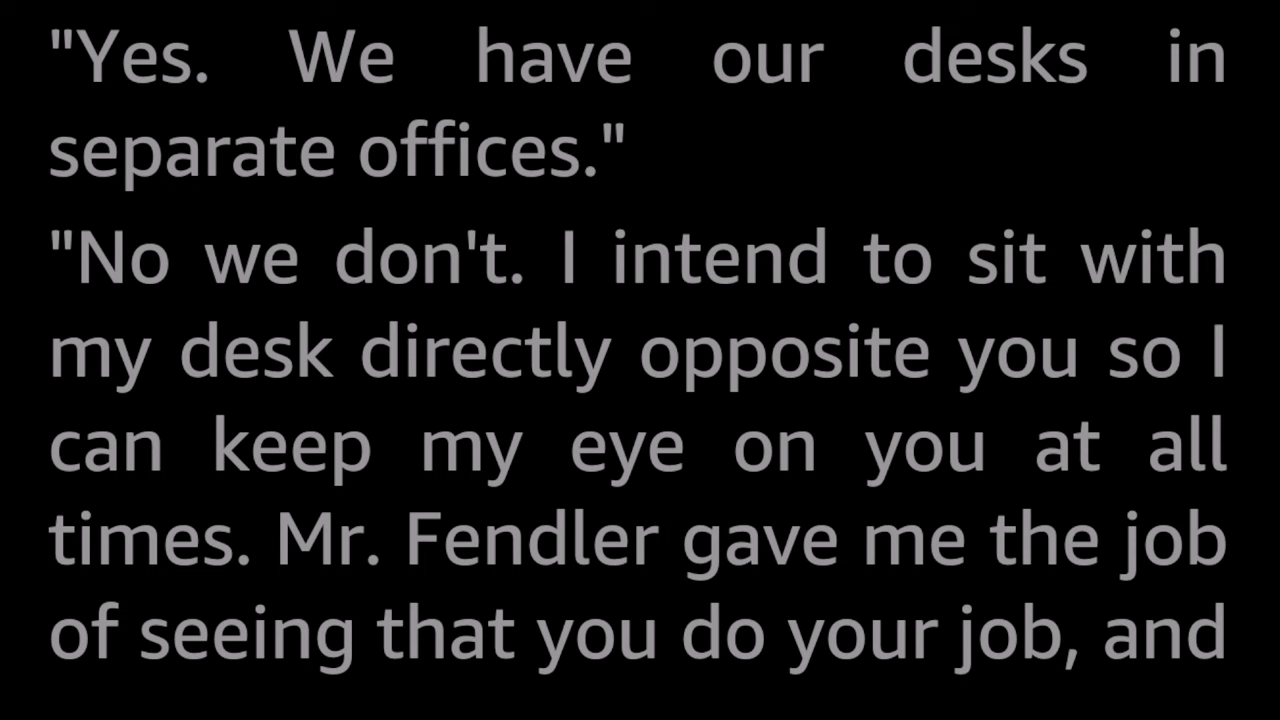 "Yes. We have our desks in
separate offices."
"No we don't. I intend to sit with
my desk directly opposite you so I
can keep my eye on you at all
times. Mr. Fendler gave me the job
of seeing that you do your job, and